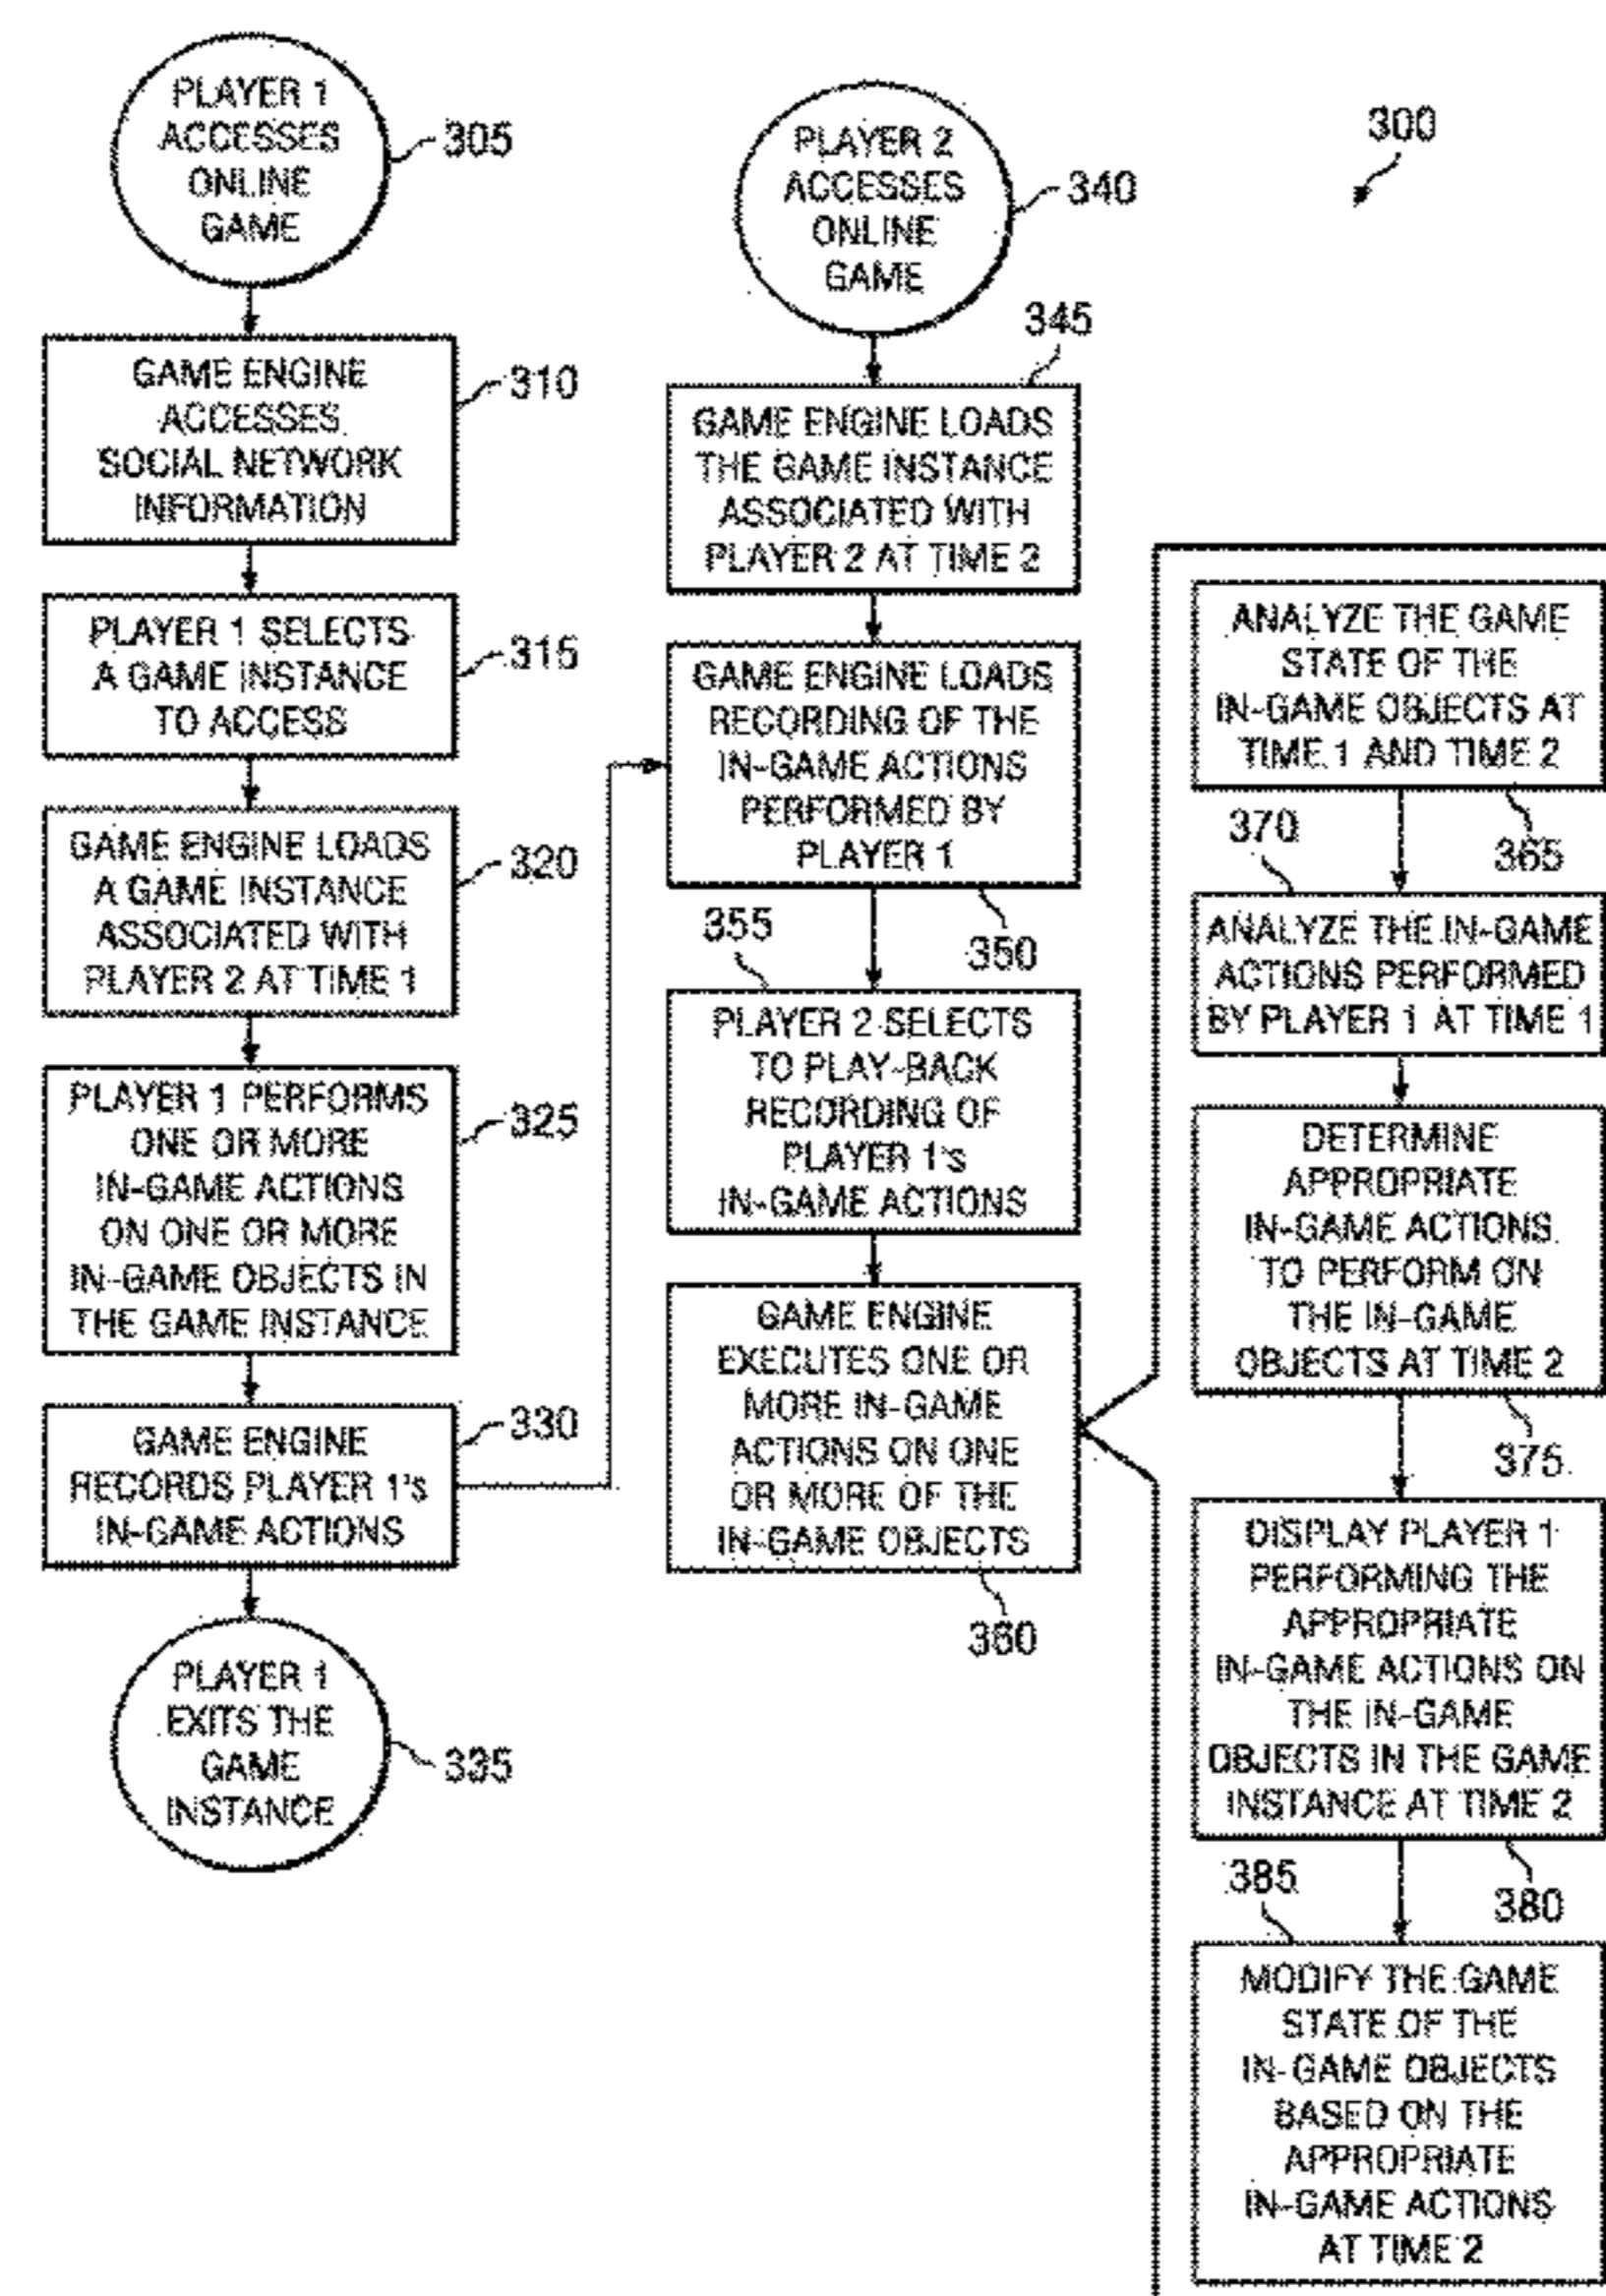 PLAYER 1
ACCESSES
ONLINE
GAME
305
GAME ENGINE
ACCESSES
SOCIAL NETWORK
INFORMATION
310
PLAYER 1 SELECTS
A GAME INSTANCE
TO ACCESS
315
GAME ENGINE LOADS
A GAME INSTANCE
ASSOCIATED WITH
PLAYER 2 AT TIME 1
320
PLAYER 1 PERFORMS
ONE OR MORE
IN-GAME ACTIONS
ON ONE OR MORE
IN-GAME OBJECTS IN
THE GAME INSTANCE
325
GAME ENGINE
RECORDS PLAYER 1's
IN-GAME ACTIONS
330
PLAYER 1
EXITS THE
GAME
INSTANCE
335
PLAYER 2
ACCESSES
ONLINE
GAME
340
345
GAME ENGINE LOADS
THE GAME INSTANCE
ASSOCIATED WITH
PLAYER 2 AT TIME 2
GAME ENGINE LOADS
RECORDING OF THE
IN-GAME ACTIONS
PERFORMED BY
PLAYER 1
350
355
PLAYER 2 SELECTS
TO PLAY-BACK
RECORDING OF
PLAYER 1's
IN-GAME ACTIONS
GAME ENGINE
EXECUTES ONE OR
MORE IN-GAME
ACTIONS ON ONE
OR MORE OF THE
IN-GAME OBJECTS
360
300
ANALYZE THE GAME
STATE OF THE
IN-GAME OBJECTS AT
TIME 1 AND TIME 2
365
370
ANALYZE THE IN-GAME
ACTIONS PERFORMED
BY PLAYER 1 AT TIME 1
DETERMINE
APPROPRIATE
IN-GAME ACTIONS
TO PERFORM ON
THE IN-GAME
OBJECTS AT TIME 2
375
DISPLAY PLAYER 1
PERFORMING THE
APPROPRIATE
IN-GAME ACTIONS ON
THE IN-GAME
OBJECTS IN THE GAME
INSTANCE AT TIME 2
380
385
MODIFY THE GAME
STATE OF THE
IN-GAME OBJECTS
BASED ON THE
APPROPRIATE
IN-GAME ACTIONS
AT TIME 2